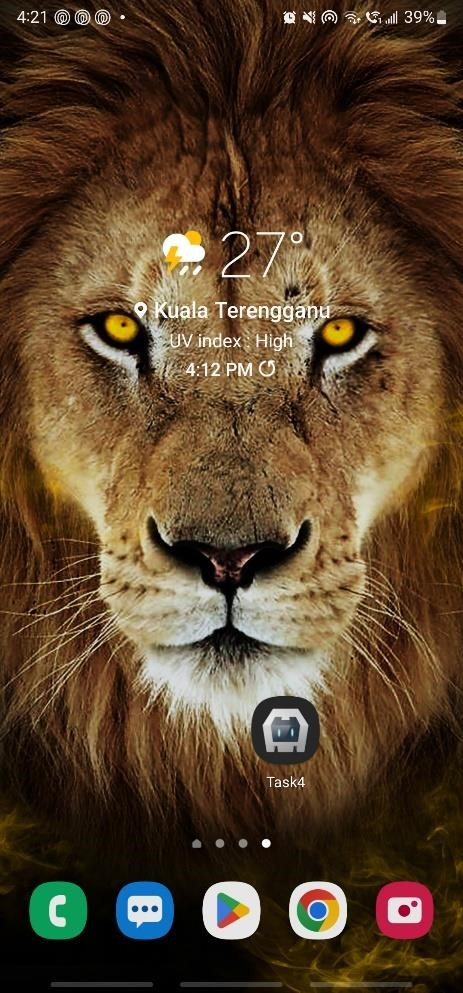 4:21 39%
27°
Kuala Terengganu
UV index : High
4:12 PM
Task4